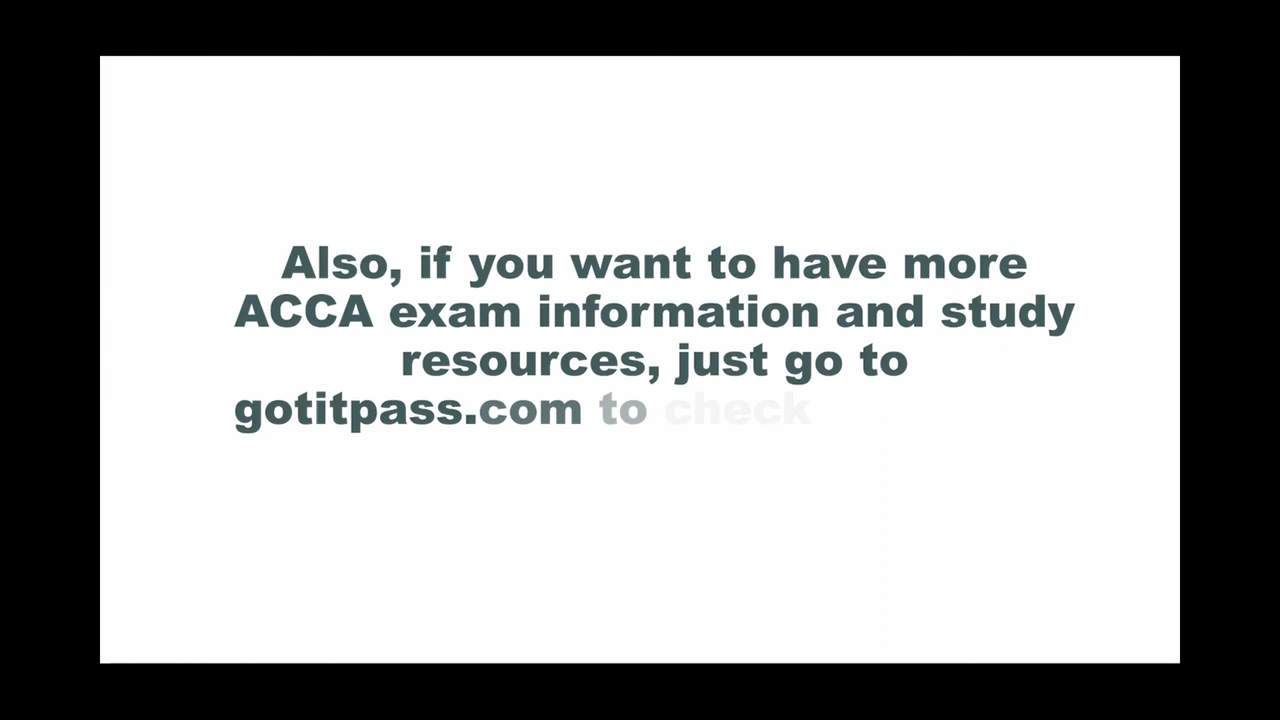 Also, if you want to have more
ACCA exam information and study
resources, just go to
gotitpass.com to check